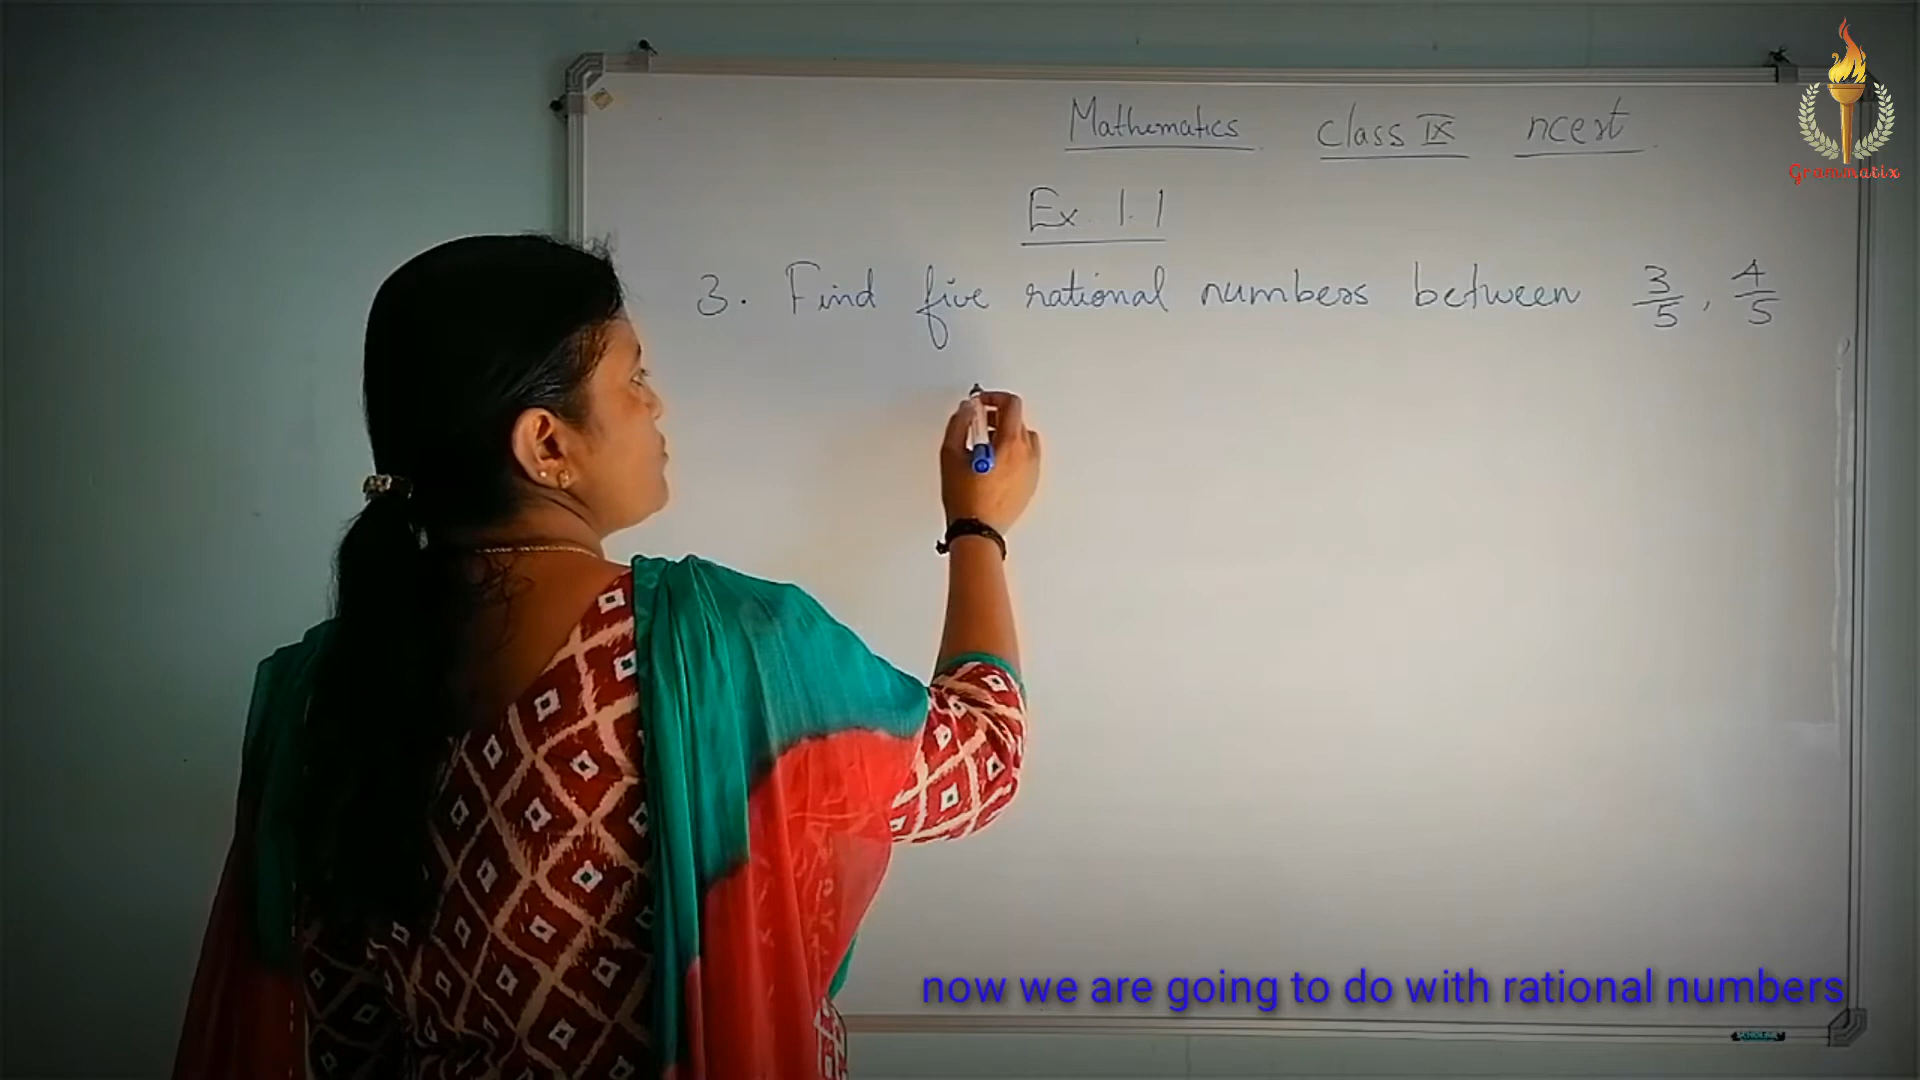 Mathematics class IX ncert
Ex. 1.1
3. Find five rational numbers between 3/5, 4/5
Grammatix
now we are going to do with rational numbers